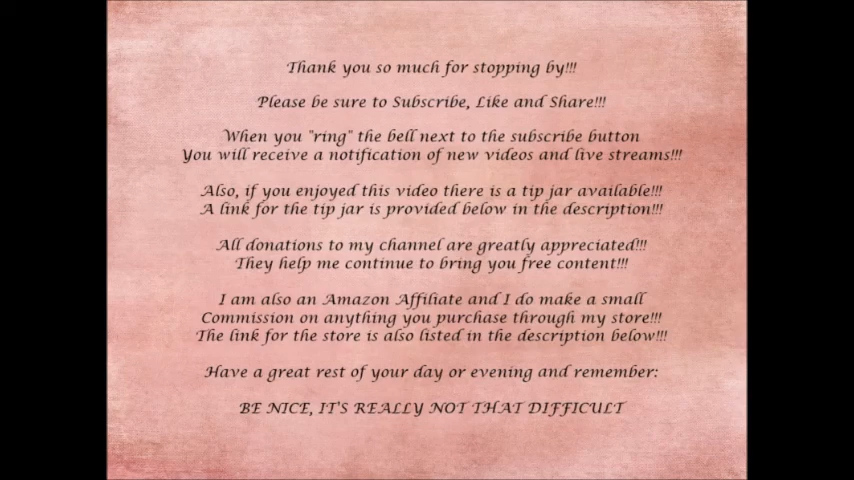 Thank you so much for stopping by!!!
Please be sure to Subscribe, Like and Share!!!
When you "ring" the bell next to the subscribe button
You will receive a notification of new videos and live streams!!!
Also, if you enjoyed this video there is a tip jar available!!!
A link for the tip jar is provided below in the description!!!
All donations to my channel are greatly appreciated!!!
They help me continue to bring you free content!!!
I am also an Amazon Affiliate and I do make a small
Commission on anything you purchase through my store!!!
The link for the store is also listed in the description below!!!
Have a great rest of your day or evening and remember:
BE NICE, IT'S REALLY NOT THAT DIFFICULT